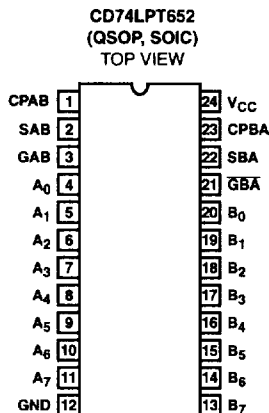 CD74LPT652
(QSOP, SOIC)
TOP VIEW
CPAB 1 24 VCC
SAB 2 23 CPBA
GAB 3 22 SBA
A0 4 21 G̅B̅A̅
A1 5 20 B0
A2 6 19 B1
A3 7 18 B2
A4 8 17 B3
A5 9 16 B4
A6 10 15 B5
A7 11 14 B6
GND 12 13 B7